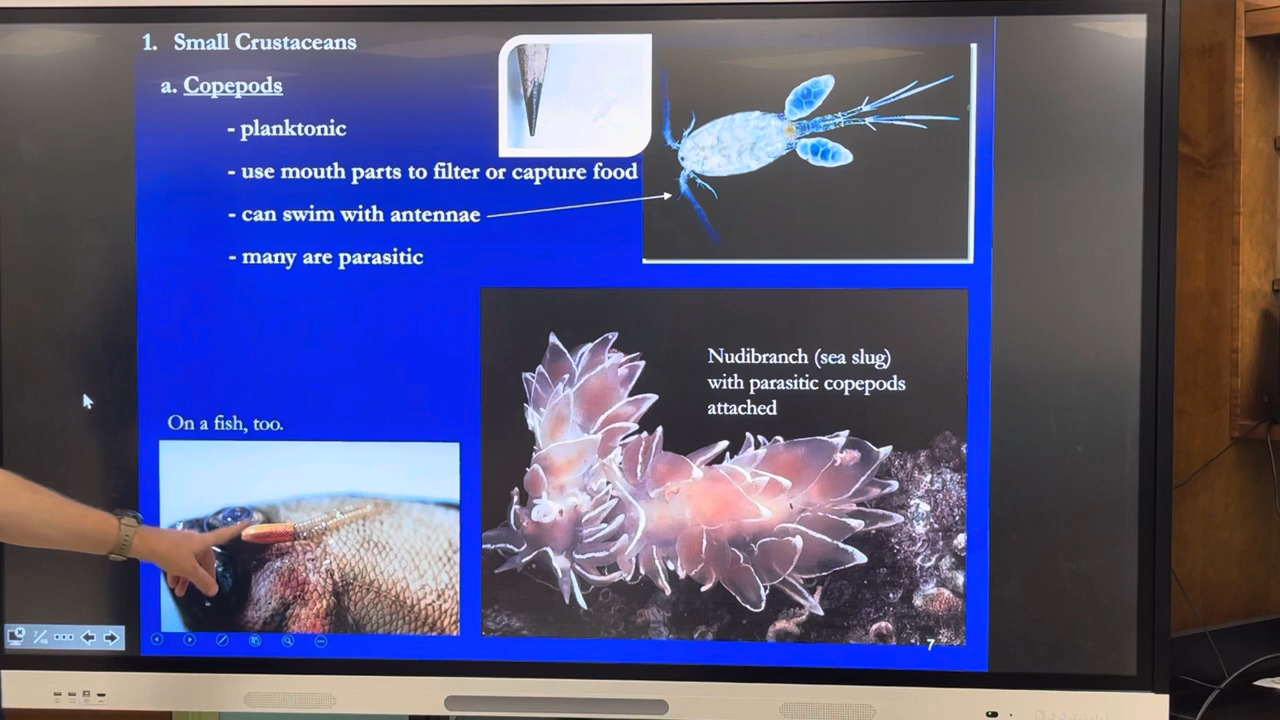 1. Small Crustaceans
a. Copepods
- planktonic
- use mouth parts to filter or capture food
- can swim with antennae
- many are parasitic
Nudibranch (sea slug)
with parasitic copepods
attached
On a fish, too.
7